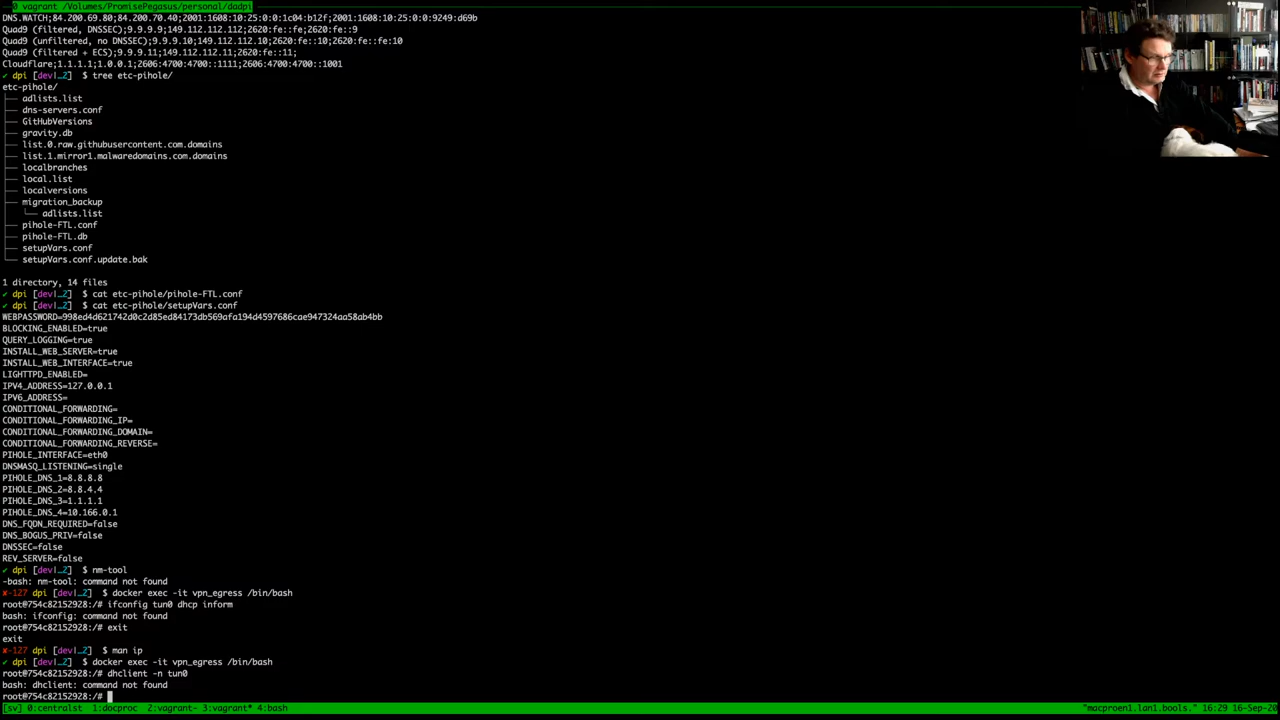 0 vagrant /Volumes/PromisePegasus/personal/dadpi
DNS.WATCH;84.200.69.80;84.200.70.40;2001:1608:10:25:0:0:1c04:b12f;2001:1608:10:25:0:0:9249:d69b
Quad9 (filtered, DNSSEC);9.9.9.9;149.112.112.112;2620:fe::fe;2620:fe::9
Quad9 (unfiltered, no DNSSEC);9.9.9.10;149.112.112.10;2620:fe::10;2620:fe::fe:10
Quad9 (filtered + ECS);9.9.9.11;149.112.112.11;2620:fe::11;
Cloudflare;1.1.1.1;1.0.0.1;2606:4700:4700::1111;2606:4700:4700::1001
✔ dpi [dev|…2] $ tree etc-pihole/
etc-pihole/
├── adlists.list
├── dns-servers.conf
├── GitHubVersions
├── gravity.db
├── list.0.raw.githubusercontent.com.domains
├── list.1.mirror1.malwaredomains.com.domains
├── localbranches
├── local.list
├── localversions
├── migration_backup
│   └── adlists.list
├── pihole-FTL.conf
├── pihole-FTL.db
├── setupVars.conf
└── setupVars.conf.update.bak
1 directory, 14 files
✔ dpi [dev|…2] $ cat etc-pihole/pihole-FTL.conf
✔ dpi [dev|…2] $ cat etc-pihole/setupVars.conf
WEBPASSWORD=998ed4d621742d0c2d85ed84173db569afa194d4597686cae947324aa58ab4bb
BLOCKING_ENABLED=true
QUERY_LOGGING=true
INSTALL_WEB_SERVER=true
INSTALL_WEB_INTERFACE=true
LIGHTTPD_ENABLED=
IPV4_ADDRESS=127.0.0.1
IPV6_ADDRESS=
CONDITIONAL_FORWARDING=
CONDITIONAL_FORWARDING_IP=
CONDITIONAL_FORWARDING_DOMAIN=
CONDITIONAL_FORWARDING_REVERSE=
PIHOLE_INTERFACE=eth0
DNSMASQ_LISTENING=single
PIHOLE_DNS_1=8.8.8.8
PIHOLE_DNS_2=8.8.4.4
PIHOLE_DNS_3=1.1.1.1
PIHOLE_DNS_4=10.166.0.1
DNS_FQDN_REQUIRED=false
DNS_BOGUS_PRIV=false
DNSSEC=false
REV_SERVER=false
✔ dpi [dev|…2] $ nm-tool
-bash: nm-tool: command not found
✘-127 dpi [dev|…2] $ docker exec -it vpn_egress /bin/bash
root@754c82152928:/# ifconfig tun0 dhcp inform
bash: ifconfig: command not found
root@754c82152928:/# exit
exit
✘-127 dpi [dev|…2] $ man ip
✔ dpi [dev|…2] $ docker exec -it vpn_egress /bin/bash
root@754c82152928:/# dhclient -n tun0
bash: dhclient: command not found
root@754c82152928:/#
[sv] 0:centralst  1:docproc  2:vagrant- 3:vagrant* 4:bash "macproen1.lan1.bools." 16:29 16-Sep-20